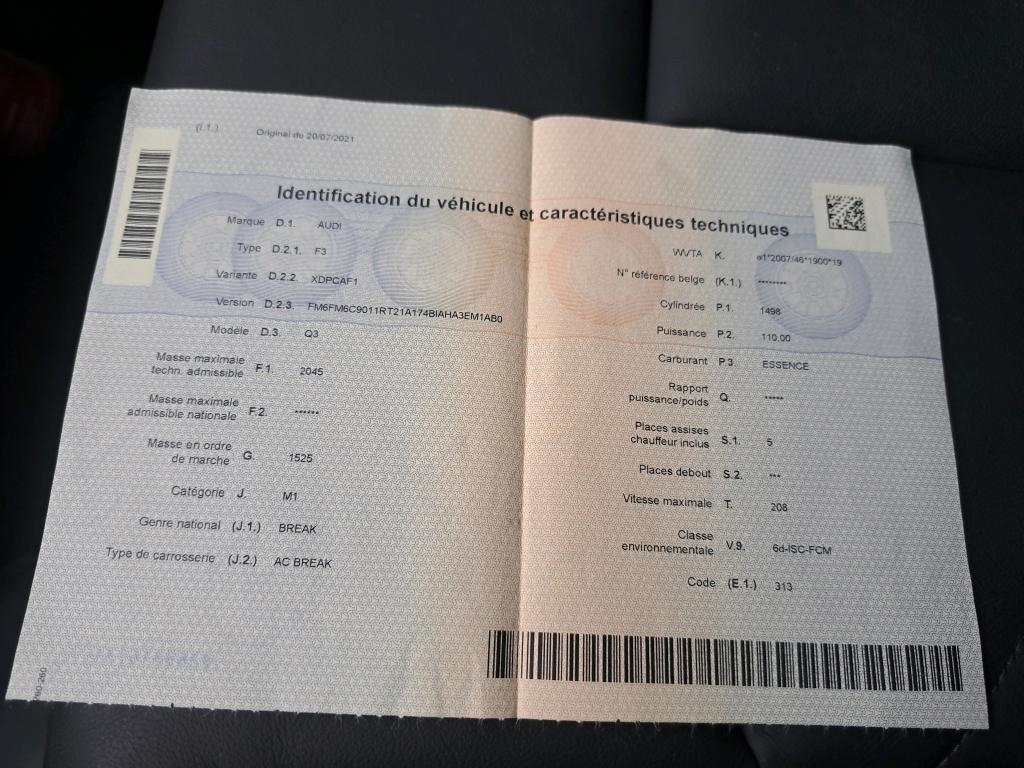 (I.1.) Original du 20/07/2021
Identification du véhicule et caractéristiques techniques
Marque D.1. AUDI
Type D.2.1. F3
Variante D.2.2. XDPCAF1
Version D.2.3. FM6FM6C9011RT21A174BIAHA3EM1AB0
Modèle D.3. Q3
Masse maximale
techn. admissible F.1. 2045
Masse maximale
admissible nationale F.2. ******
Masse en ordre
de marche G. 1525
Catégorie J. M1
Genre national (J.1.) BREAK
Type de carrosserie (J.2.) AC BREAK
WVTA K. e1*2007/46*1900*19
N° référence belge (K.1.) ********
Cylindrée P.1. 1498
Puissance P.2. 110.00
Carburant P.3. ESSENCE
Rapport
puissance/poids Q. *****
Places assises
chauffeur inclus S.1. 5
Places debout S.2. ***
Vitesse maximale T. 208
Classe
environnementale V.9. 6d-ISC-FCM
Code (E.1.) 313